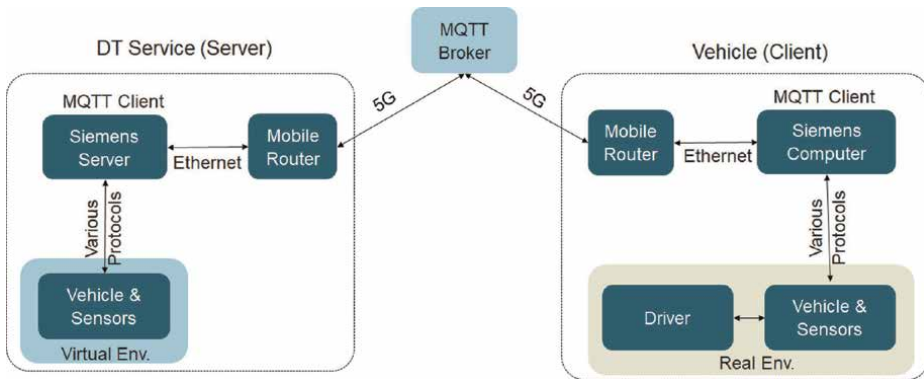 DT Service (Server)
MQTT
Broker
Vehicle (Client)
5G
5G
MQTT Client
Siemens
Server
Ethernet
Mobile
Router
Various
Protocols
Vehicle &
Sensors
Virtual Env.
Mobile
Router
Ethernet
MQTT Client
Siemens
Computer
Various
Protocols
Driver
Vehicle &
Sensors
Real Env.